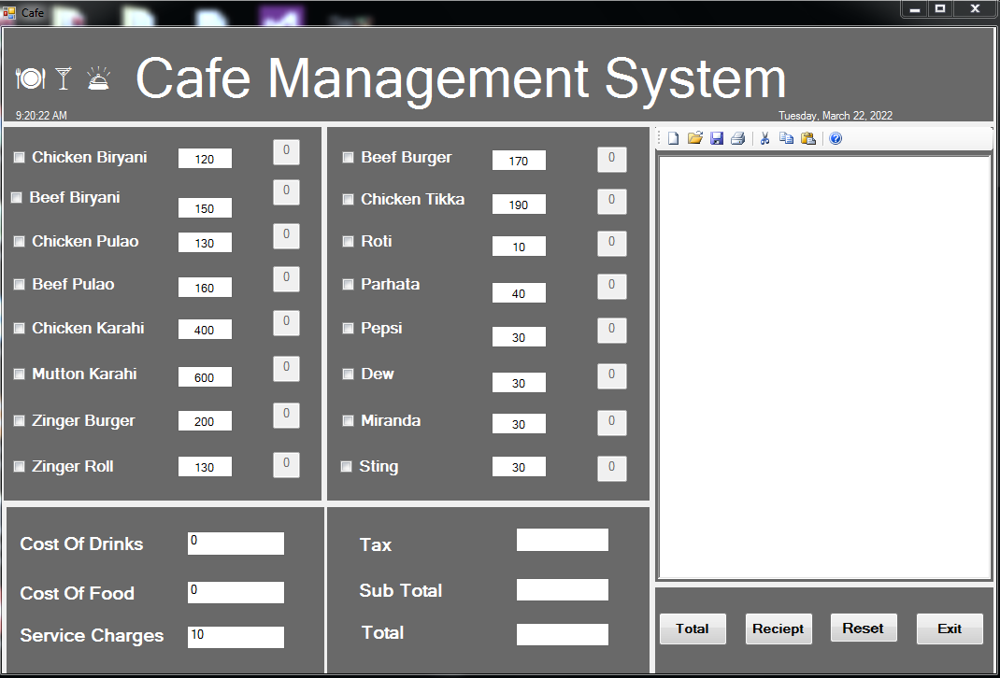 Cafe
Cafe Management System
9:20:22 AM
Tuesday, March 22, 2022
Chicken Biryani 120 0
Beef Biryani 150 0
Chicken Pulao 130 0
Beef Pulao 160 0
Chicken Karahi 400 0
Mutton Karahi 600 0
Zinger Burger 200 0
Zinger Roll 130 0
Beef Burger 170 0
Chicken Tikka 190 0
Roti 10 0
Parhata 40 0
Pepsi 30 0
Dew 30 0
Miranda 30 0
Sting 30 0
Cost Of Drinks 0
Cost Of Food 0
Service Charges 10
Tax
Sub Total
Total
Total Reciept Reset Exit